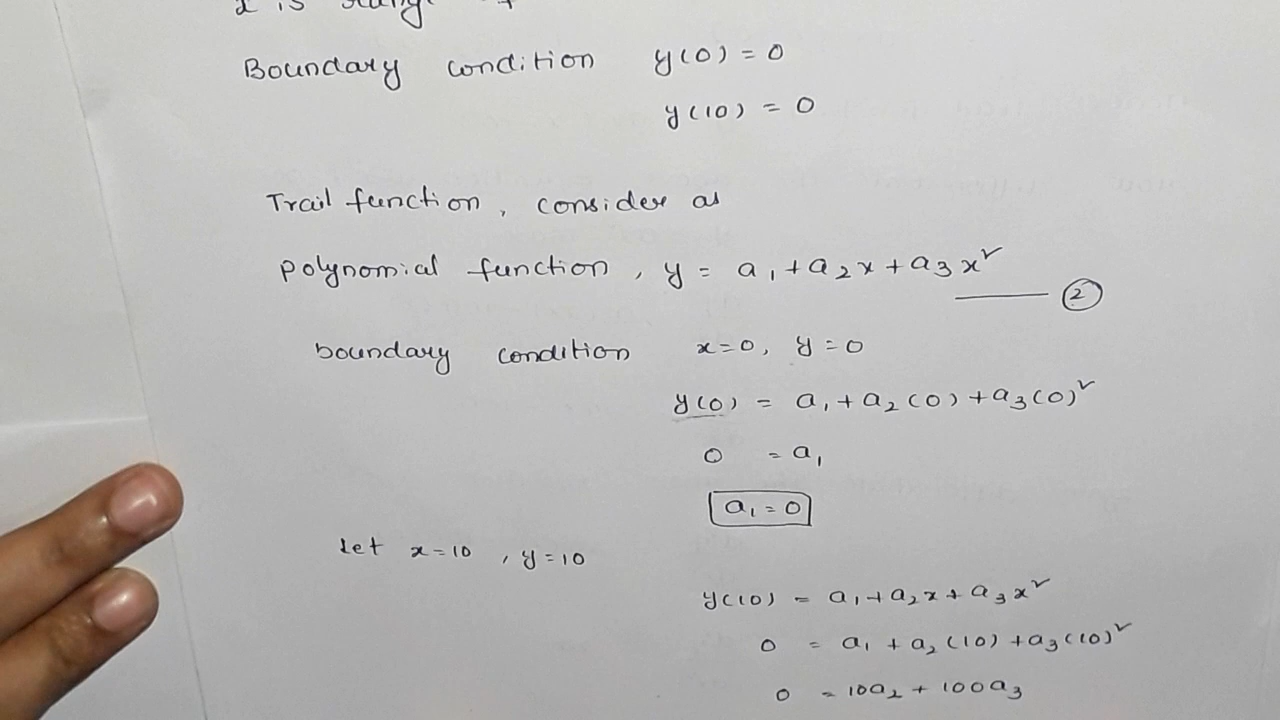 x is
Boundary condition y(0) = 0
y(10) = 0
Trail function, consider as
polynomial function, y = a₁ + a₂x + a₃x²
—— ②
boundary condition x=0, y=0
y(0) = a₁ + a₂(0) + a₃(0)²
0 = a₁
a₁ = 0
let x=10, y=10
y(10) = a₁ + a₂x + a₃x²
0 = a₁ + a₂(10) + a₃(10)²
0 = 10a₂ + 100a₃